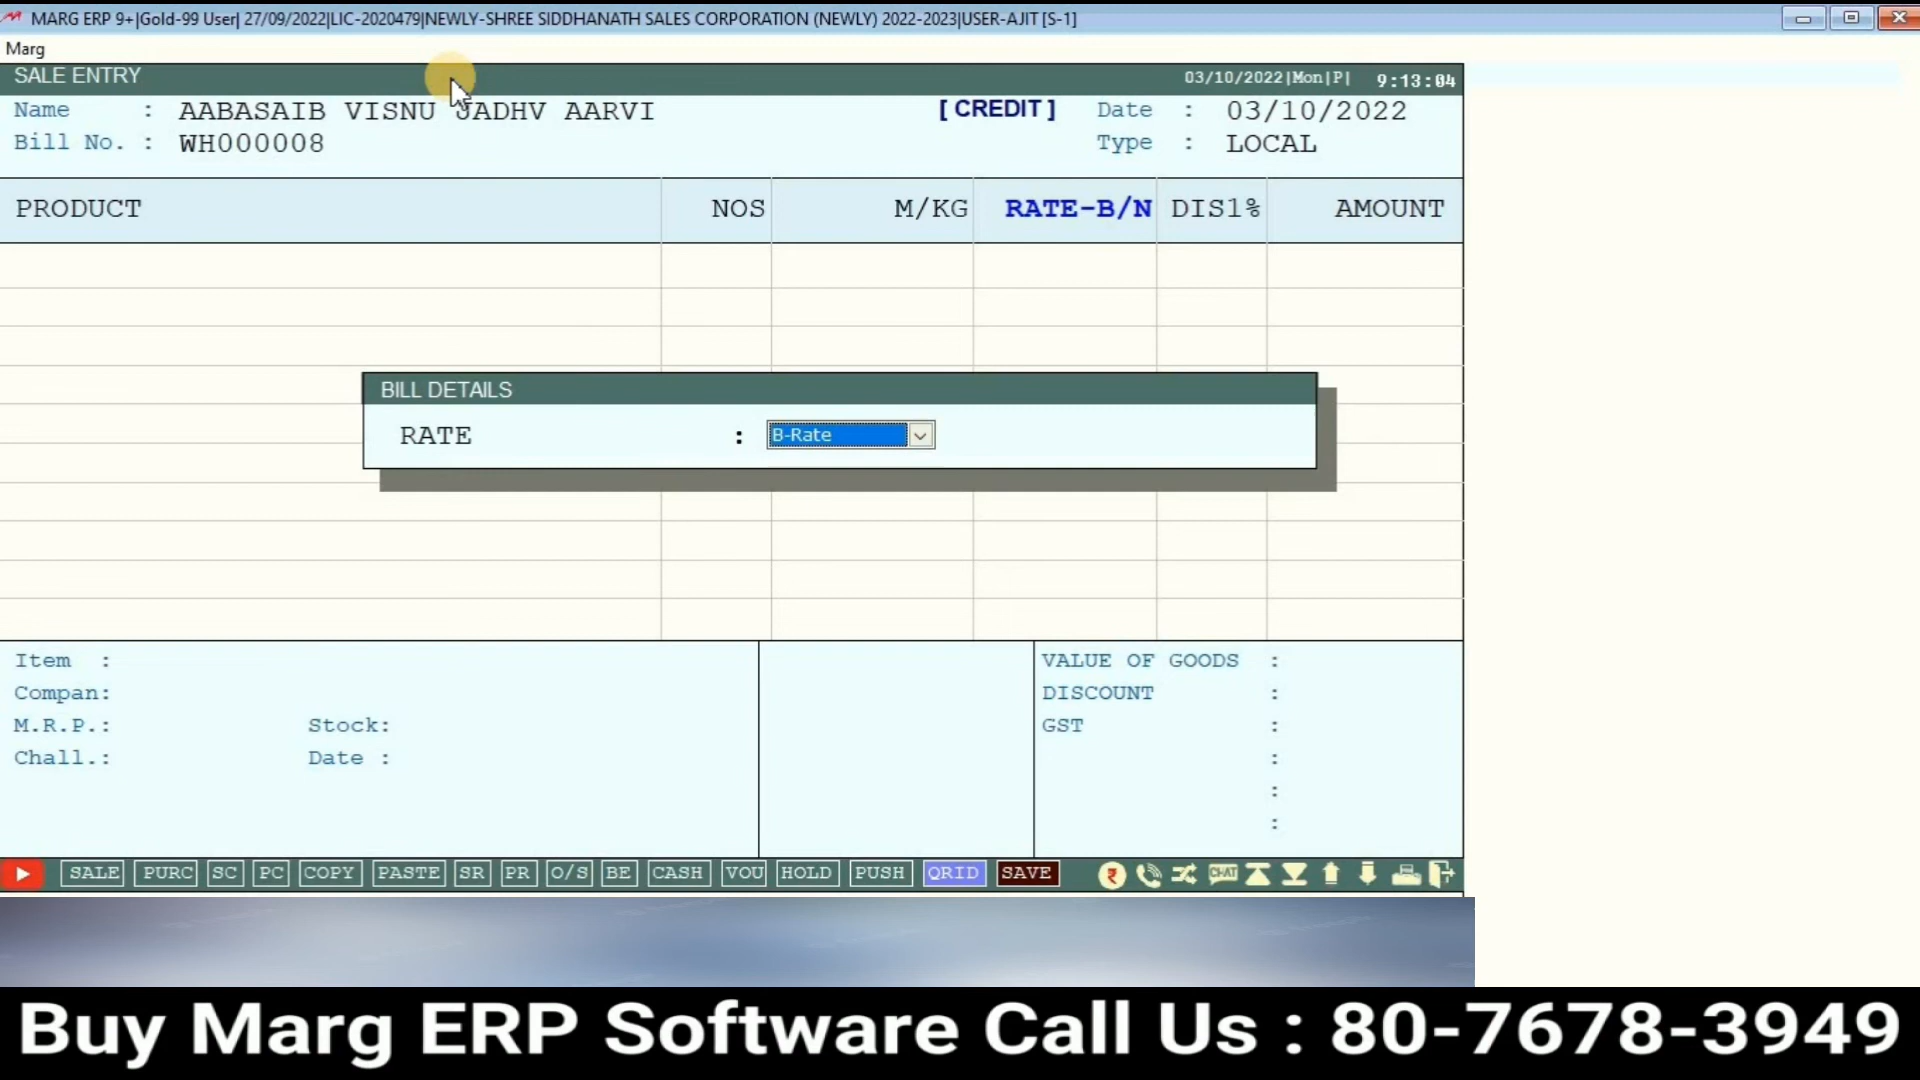 MARG ERP 9+|Gold-99 User| 27/09/2022|LIC-2020479|NEWLY-SHREE SIDDHANATH SALES CORPORATION (NEWLY) 2022-2023|USER-AJIT [S-1]
Marg
SALE ENTRY 03/10/2022|Mon|P| 9:13:04
Name : AABASAIB VISNU JADHV AARVI [ CREDIT ] Date : 03/10/2022
Bill No. : WH000008 Type : LOCAL
PRODUCT NOS M/KG RATE-B/N DIS1% AMOUNT
BILL DETAILS
RATE : B-Rate
Item : VALUE OF GOODS :
Compan: DISCOUNT :
M.R.P.: Stock: GST :
Chall.: Date : :
:
:
SALE PURC SC PC COPY PASTE SR PR O/S BE CASH VOU HOLD PUSH QRID SAVE ₹ CHAT
Buy Marg ERP Software Call Us : 80-7678-3949